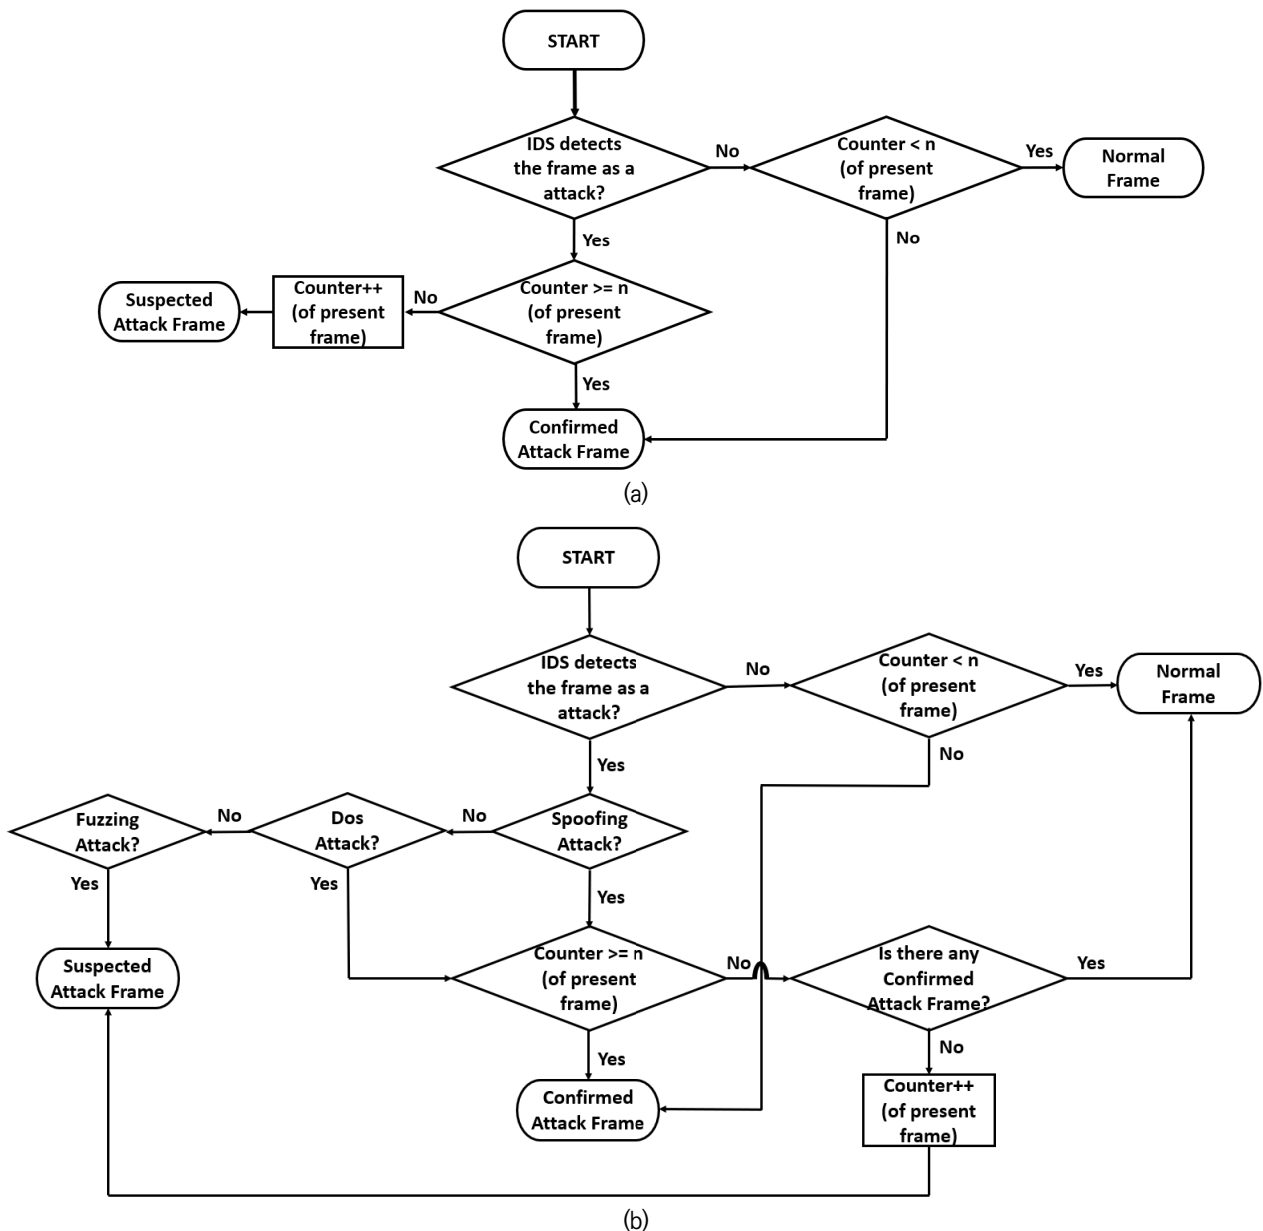 START
IDS detects
the frame as a
attack?
No
Counter < n
(of present
frame)
Yes
Normal
Frame
Yes
No
Suspected
Attack Frame
Counter++
(of present
frame)
No
Counter >= n
(of present
frame)
Yes
Confirmed
Attack Frame
(a)
START
IDS detects
the frame as a
attack?
No
Counter < n
(of present
frame)
Yes
Normal
Frame
Yes
No
Fuzzing
Attack?
No
Dos
Attack?
No
Spoofing
Attack?
Yes
Yes
Yes
Suspected
Attack Frame
Counter >= n
(of present
frame)
No
Is there any
Confirmed
Attack Frame?
Yes
Yes
No
Confirmed
Attack Frame
Counter++
(of present
frame)
(b)